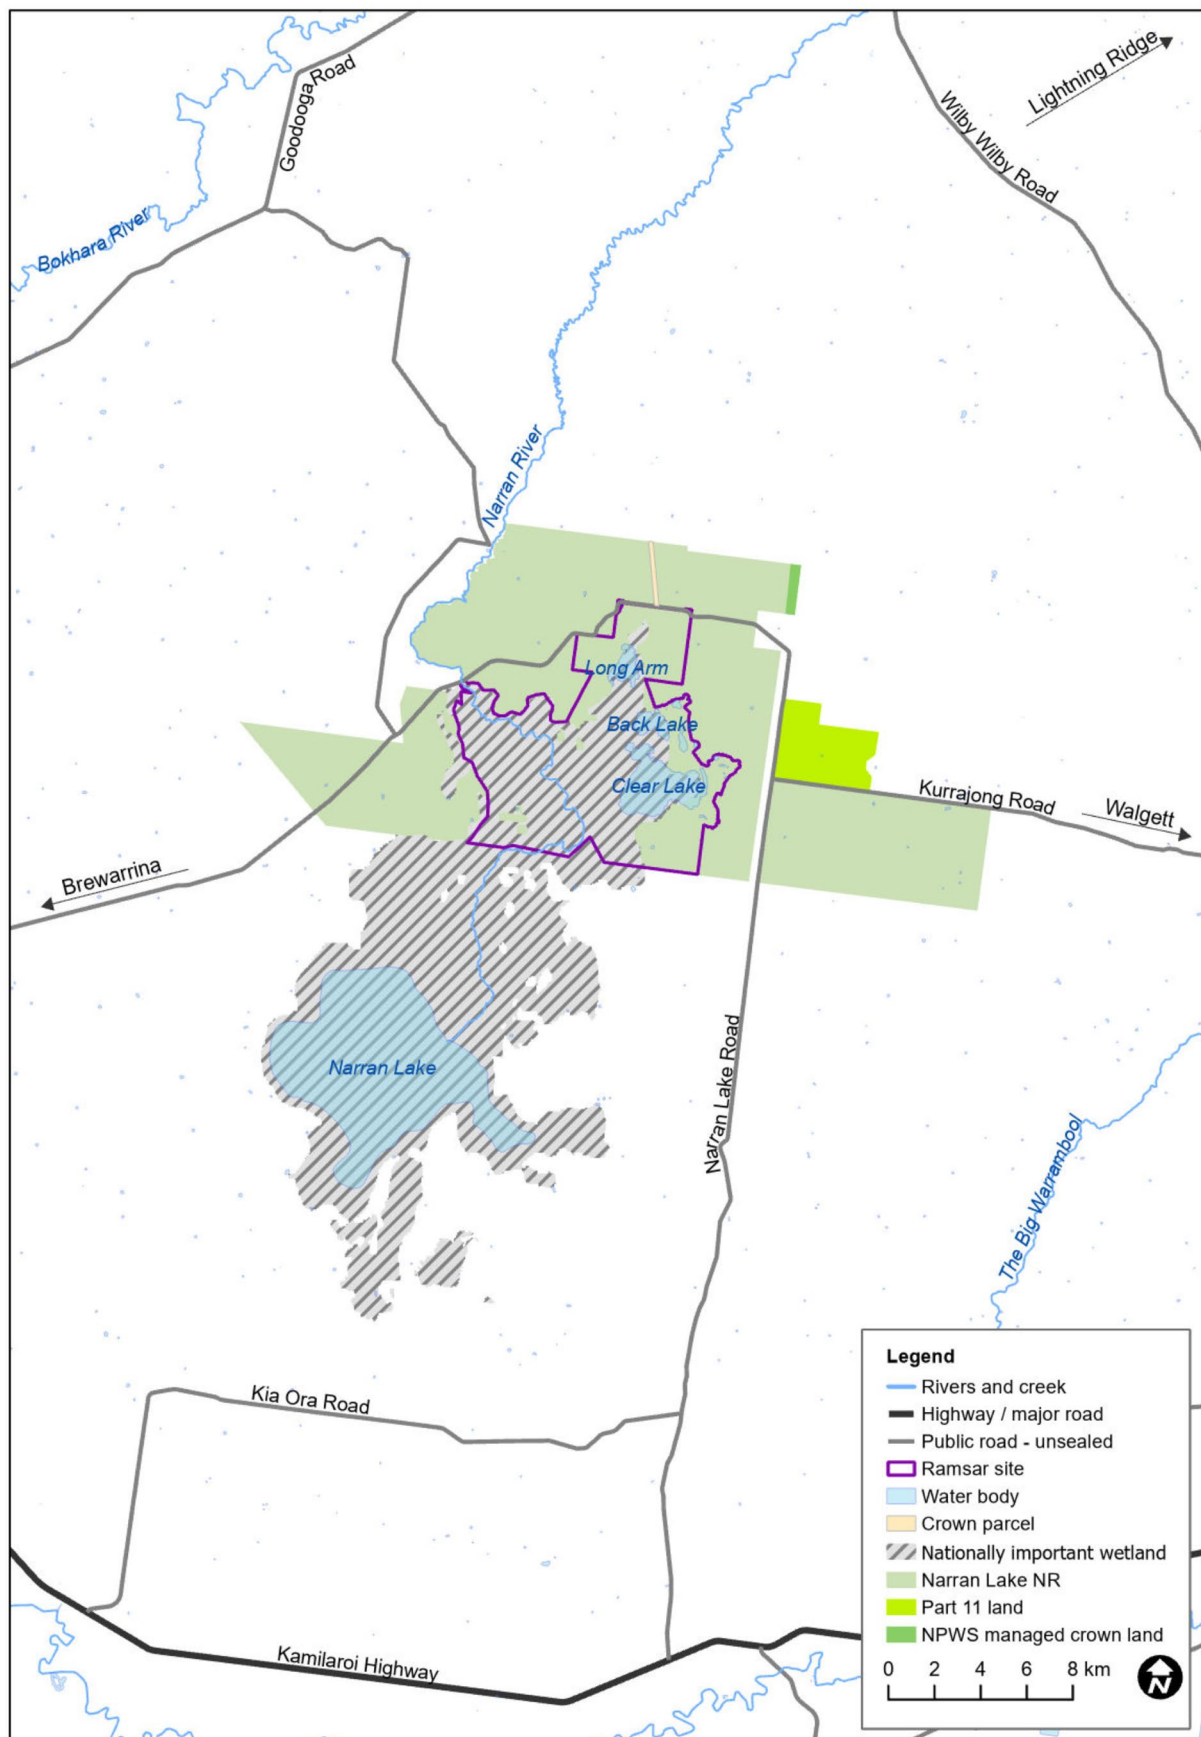 Lightning Ridge
Goodooga Road
Wilby Wilby Road
Bokhara River
Narran River
Long Arm
Back Lake
Clear Lake
Kurrajong Road
Walgett
Brewarrina
Narran Lake
Narran Lake Road
The Big Warrambool
Kia Ora Road
Kamilaroi Highway
Legend
Rivers and creek
Highway / major road
Public road - unsealed
Ramsar site
Water body
Crown parcel
Nationally important wetland
Narran Lake NR
Part 11 land
NPWS managed crown land
0 2 4 6 8 km
N